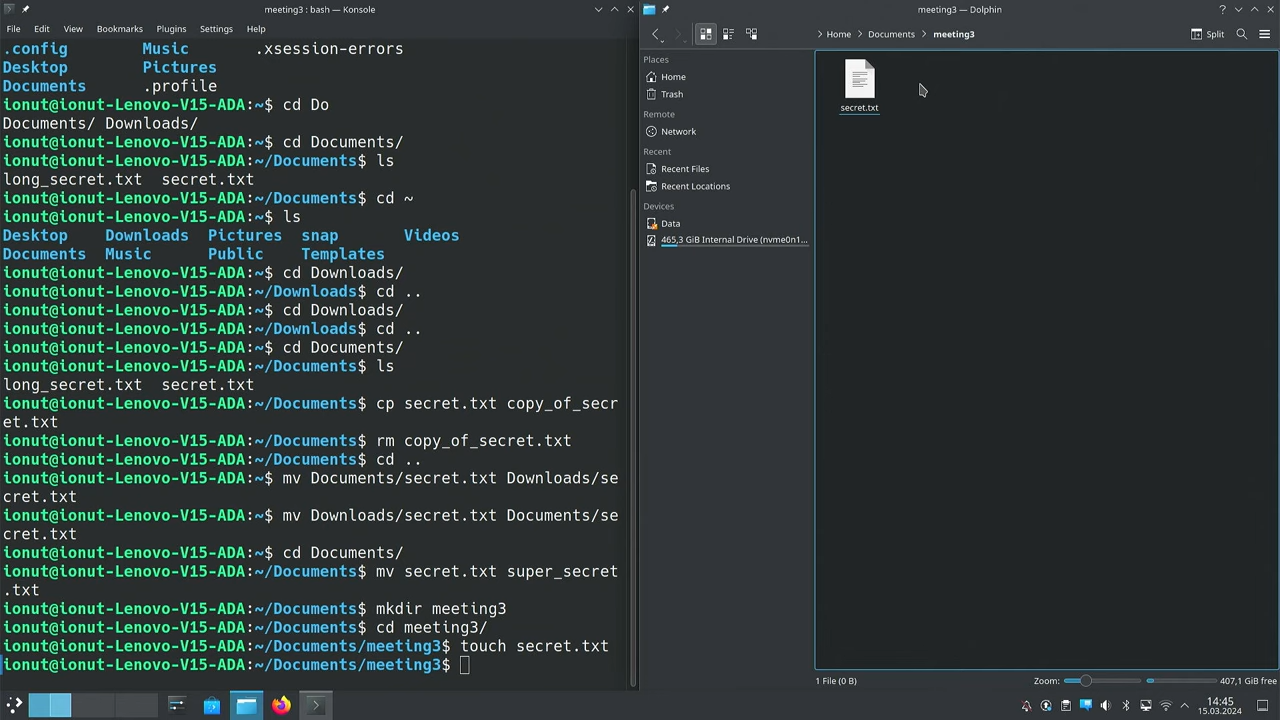 meeting3 : bash — Konsole
File Edit View Bookmarks Plugins Settings Help
.config Music .xsession-errors
Desktop Pictures
Documents .profile
ionut@ionut-Lenovo-V15-ADA:~$ cd Do
Documents/ Downloads/
ionut@ionut-Lenovo-V15-ADA:~$ cd Documents/
ionut@ionut-Lenovo-V15-ADA:~/Documents$ ls
long_secret.txt secret.txt
ionut@ionut-Lenovo-V15-ADA:~/Documents$ cd ~
ionut@ionut-Lenovo-V15-ADA:~$ ls
Desktop Downloads Pictures snap Videos
Documents Music Public Templates
ionut@ionut-Lenovo-V15-ADA:~$ cd Downloads/
ionut@ionut-Lenovo-V15-ADA:~/Downloads$ cd ..
ionut@ionut-Lenovo-V15-ADA:~$ cd Downloads/
ionut@ionut-Lenovo-V15-ADA:~/Downloads$ cd ..
ionut@ionut-Lenovo-V15-ADA:~$ cd Documents/
ionut@ionut-Lenovo-V15-ADA:~/Documents$ ls
long_secret.txt secret.txt
ionut@ionut-Lenovo-V15-ADA:~/Documents$ cp secret.txt copy_of_secr
et.txt
ionut@ionut-Lenovo-V15-ADA:~/Documents$ rm copy_of_secret.txt
ionut@ionut-Lenovo-V15-ADA:~/Documents$ cd ..
ionut@ionut-Lenovo-V15-ADA:~$ mv Documents/secret.txt Downloads/se
cret.txt
ionut@ionut-Lenovo-V15-ADA:~$ mv Downloads/secret.txt Documents/se
cret.txt
ionut@ionut-Lenovo-V15-ADA:~$ cd Documents/
ionut@ionut-Lenovo-V15-ADA:~/Documents$ mv secret.txt super_secret
.txt
ionut@ionut-Lenovo-V15-ADA:~/Documents$ mkdir meeting3
ionut@ionut-Lenovo-V15-ADA:~/Documents$ cd meeting3/
ionut@ionut-Lenovo-V15-ADA:~/Documents/meeting3$ touch secret.txt
ionut@ionut-Lenovo-V15-ADA:~/Documents/meeting3$
meeting3 — Dolphin
Home > Documents > meeting3
Split
Places
Home
Trash
Remote
Network
Recent
Recent Files
Recent Locations
Devices
Data
465,3 GiB Internal Drive (nvme0n1...
secret.txt
1 File (0 B)
Zoom:
407,1 GiB free
14:45
15.03.2024